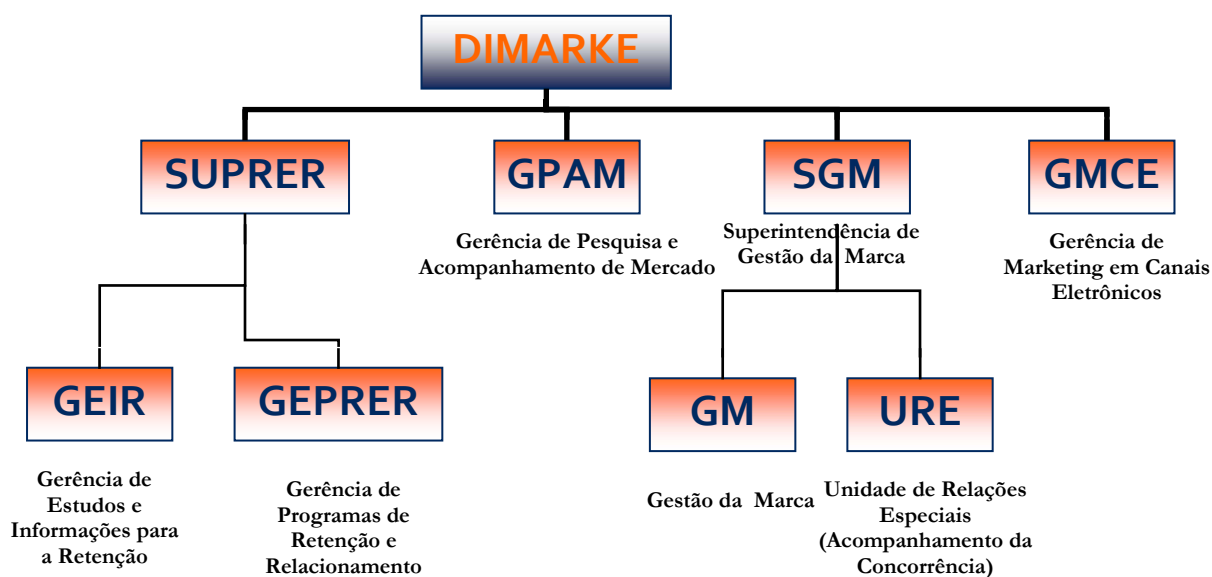 DIMARKE
SUPRER
GPAM
Gerência de Pesquisa e
Acompanhamento de Mercado
SGM
Superintendência de
Gestão da Marca
GMCE
Gerência de
Marketing em Canais
Eletrônicos
GEIR
Gerência de
Estudos e
Informações para
a Retenção
GEPRER
Gerência de
Programas de
Retenção e
Relacionamento
GM
Gestão da Marca
URE
Unidade de Relações
Especiais
(Acompanhamento da
Concorrência)